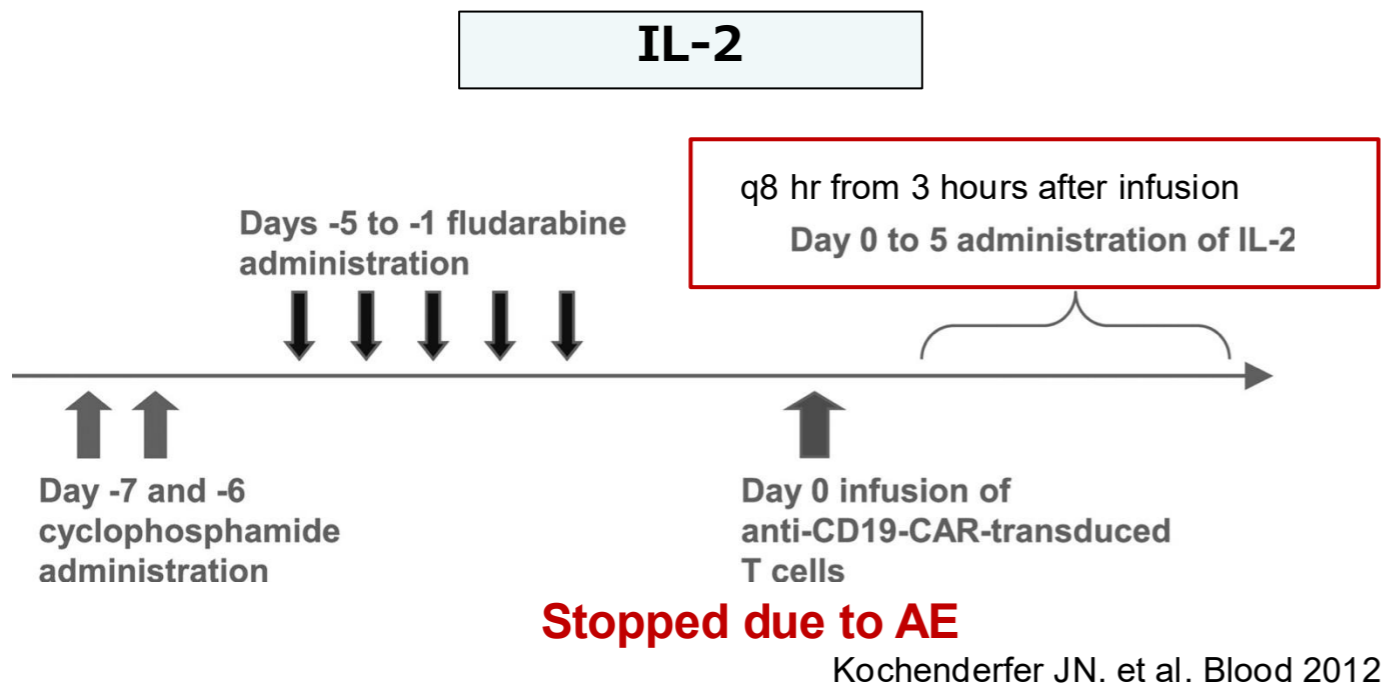 IL-2
q8 hr from 3 hours after infusion
Day 0 to 5 administration of IL-2
Days -5 to -1 fludarabine
administration
Day -7 and -6
cyclophosphamide
administration
Day 0 infusion of
anti-CD19-CAR-transduced
T cells
Stopped due to AE
Kochenderfer JN. et al. Blood 2012